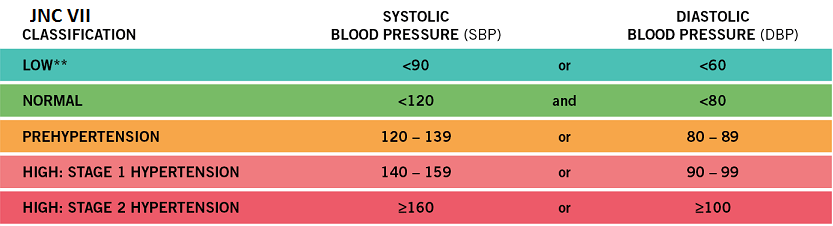 JNC VII
CLASSIFICATION SYSTOLIC BLOOD PRESSURE (SBP) DIASTOLIC BLOOD PRESSURE (DBP)
LOW** <90 or <60
NORMAL <120 and <80
PREHYPERTENSION 120 – 139 or 80 – 89
HIGH: STAGE 1 HYPERTENSION 140 – 159 or 90 – 99
HIGH: STAGE 2 HYPERTENSION ≥160 or ≥100